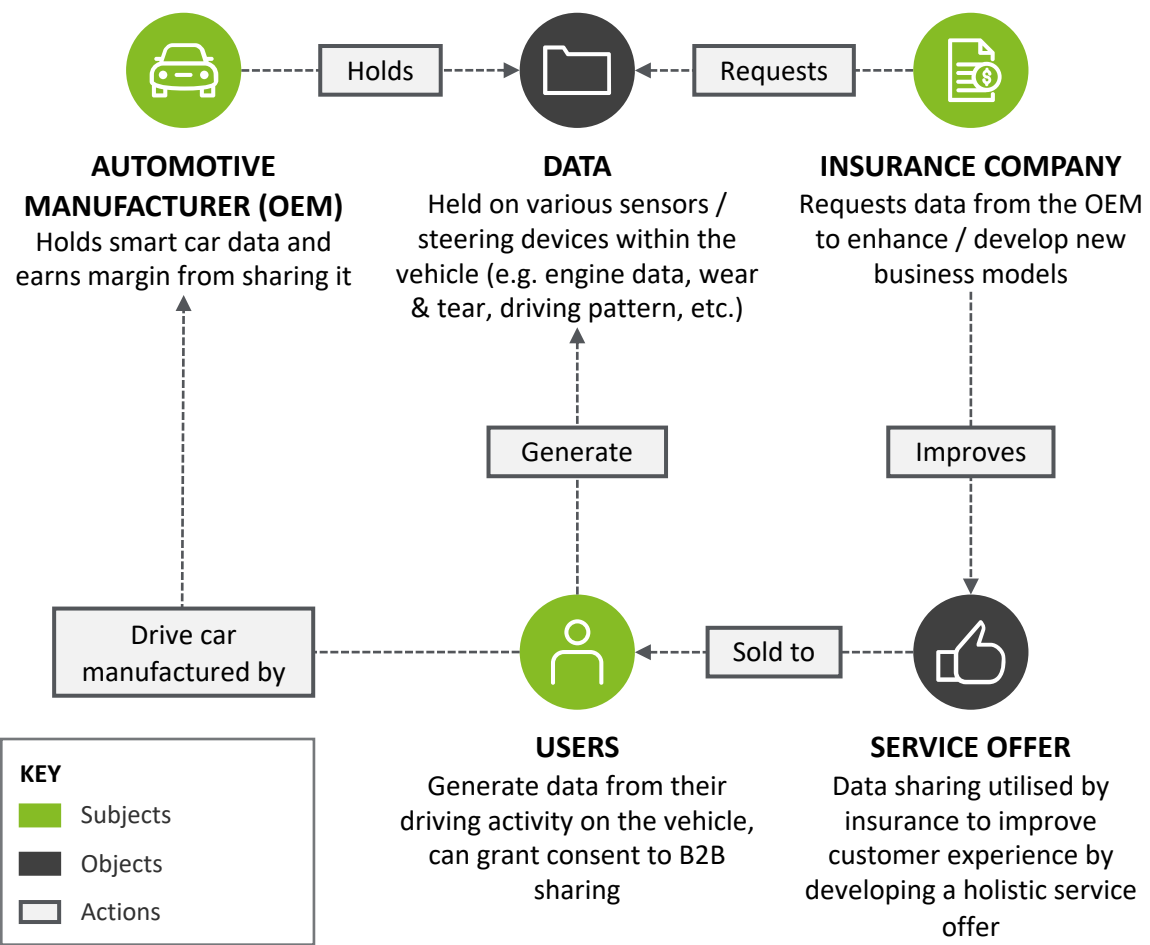 Holds
Requests
AUTOMOTIVE
MANUFACTURER (OEM)
Holds smart car data and
earns margin from sharing it
DATA
Held on various sensors /
steering devices within the
vehicle (e.g. engine data, wear
& tear, driving pattern, etc.)
$
INSURANCE COMPANY
Requests data from the OEM
to enhance / develop new
business models
Generate
Improves
Drive car
manufactured by
Sold to
USERS
Generate data from their
driving activity on the vehicle,
can grant consent to B2B
sharing
SERVICE OFFER
Data sharing utilised by
insurance to improve
customer experience by
developing a holistic service
offer
KEY
Subjects
Objects
Actions